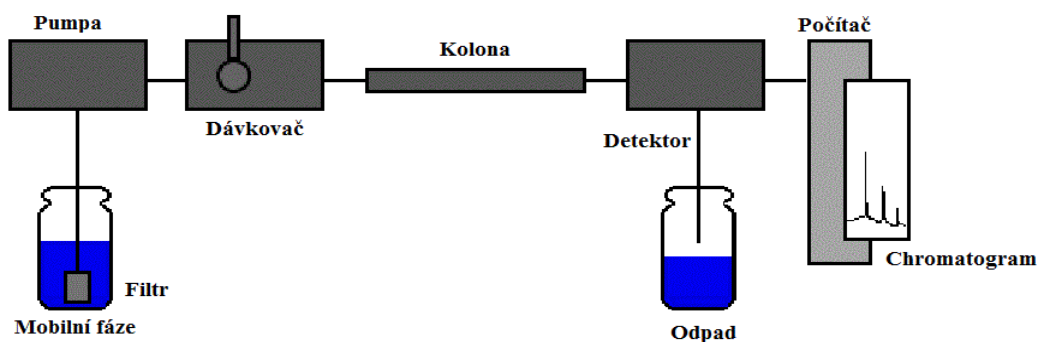 Pumpa
Počítač
Kolona
Dávkovač
Detektor
Chromatogram
Filtr
Mobilní fáze
Odpad